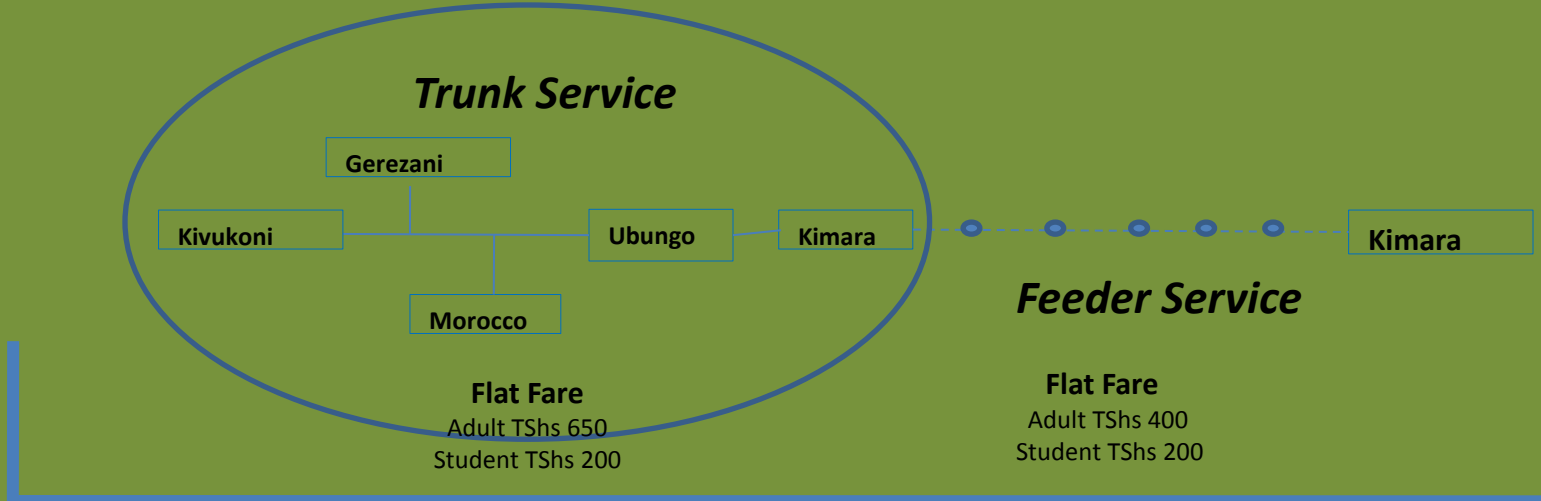 Trunk Service
Gerezani
Kivukoni
Ubungo
Kimara
Kimara
Morocco
Feeder Service
Flat Fare
Adult TShs 650
Student TShs 200
Flat Fare
Adult TShs 400
Student TShs 200